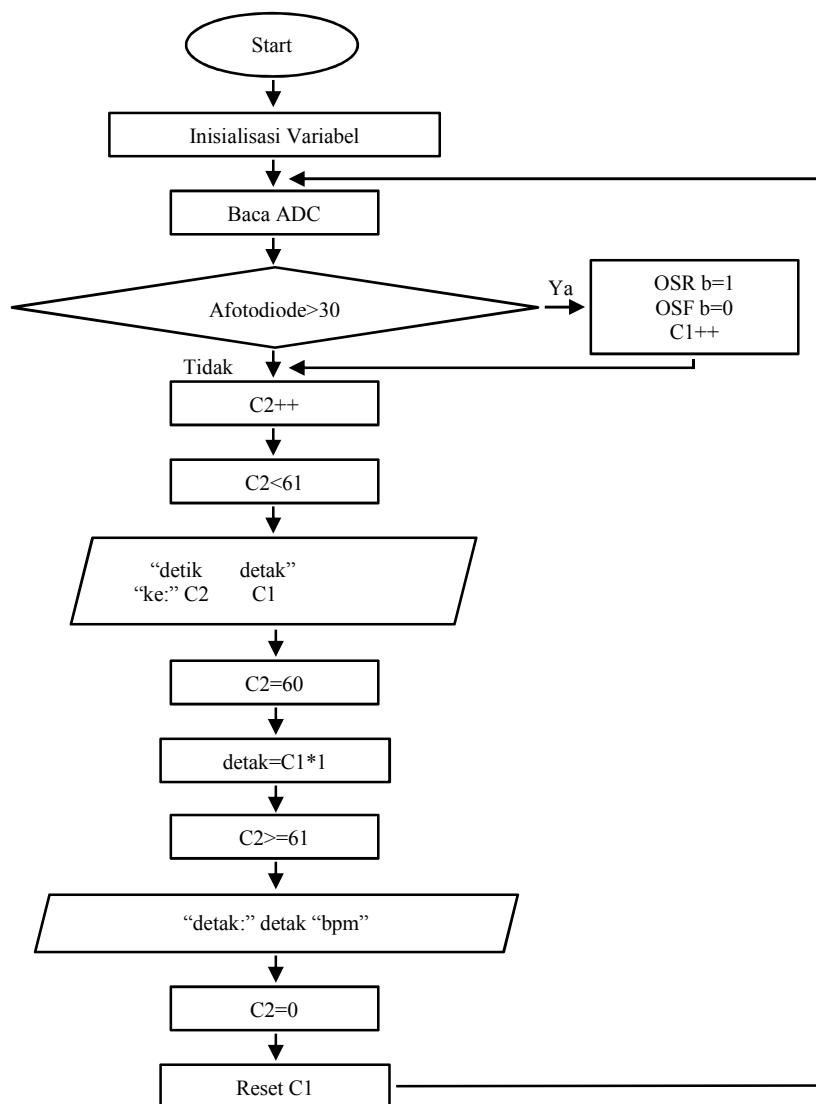 Start
Inisialisasi Variabel
Baca ADC
Afotodiode>30
Ya
OSR b=1
OSF b=0
C1++
Tidak
C2++
C2<61
“detik detak”
“ke:” C2 C1
C2=60
detak=C1*1
C2>=61
“detak:” detak “bpm”
C2=0
Reset C1